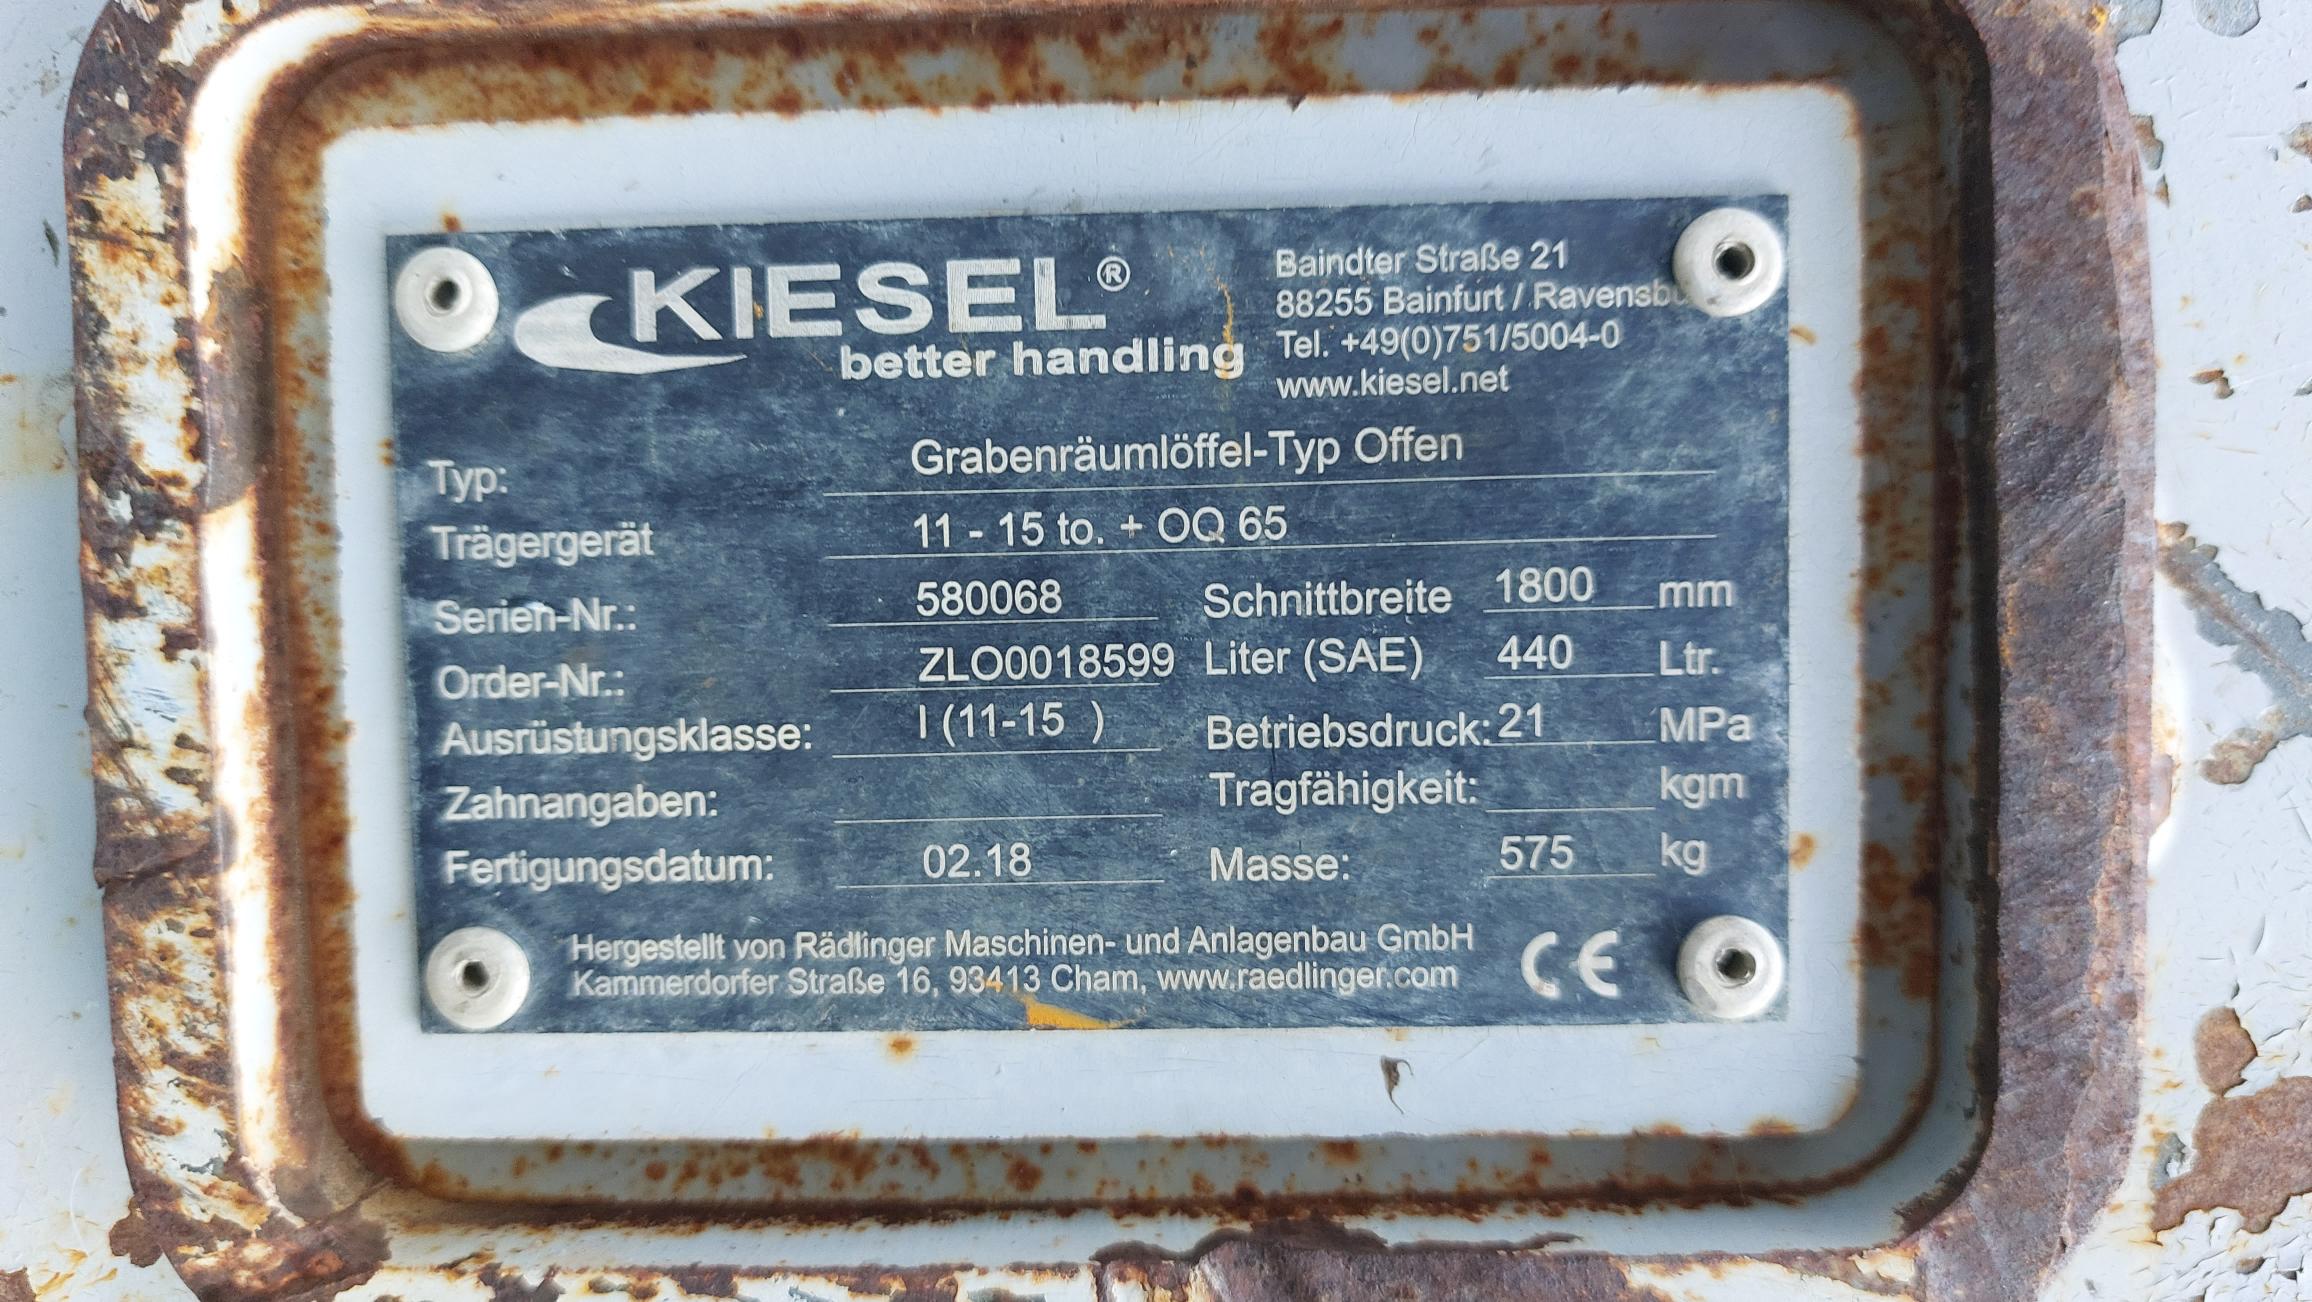 KIESEL®
better handling
Baindter Straße 21
88255 Bainfurt / Ravensbu
Tel. +49(0)751/5004-0
www.kiesel.net
Typ: Grabenräumlöffel-Typ Offen
Trägergerät 11 - 15 to. + OQ 65
Serien-Nr.: 580068 Schnittbreite 1800 mm
Order-Nr.: ZLO0018599 Liter (SAE) 440 Ltr.
Ausrüstungsklasse: I (11-15 ) Betriebsdruck: 21 MPa
Zahnangaben: Tragfähigkeit: kgm
Fertigungsdatum: 02.18 Masse: 575 kg
Hergestellt von Rädlinger Maschinen- und Anlagenbau GmbH
Kammerdorfer Straße 16, 93413 Cham, www.raedlinger.com
CE